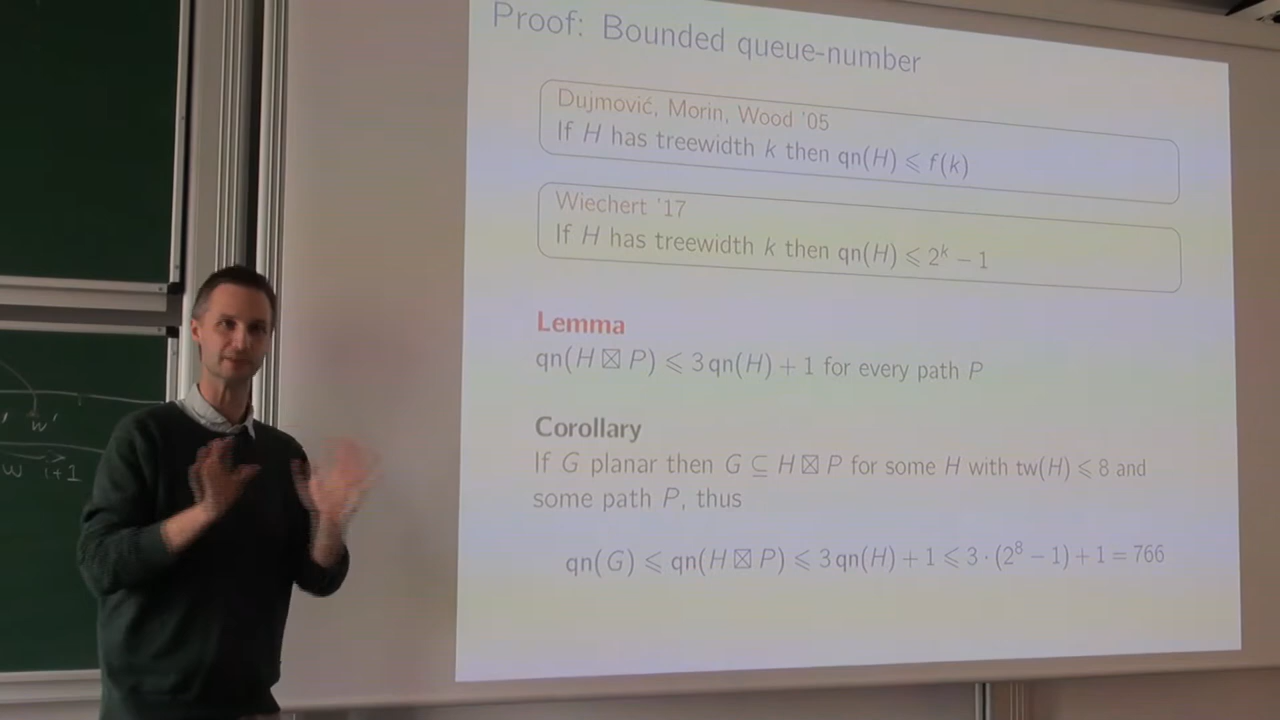 Proof: Bounded queue-number
Dujmović, Morin, Wood '05
If H has treewidth k then qn(H) ⩽ f(k)
Wiechert '17
If H has treewidth k then qn(H) ⩽ 2^k − 1
Lemma
qn(H ⊠ P) ⩽ 3 qn(H) + 1 for every path P
Corollary
If G planar then G ⊆ H ⊠ P for some H with tw(H) ⩽ 8 and
some path P, thus
qn(G) ⩽ qn(H ⊠ P) ⩽ 3 qn(H) + 1 ⩽ 3 · (2^8 − 1) + 1 = 766
w'
w i+1